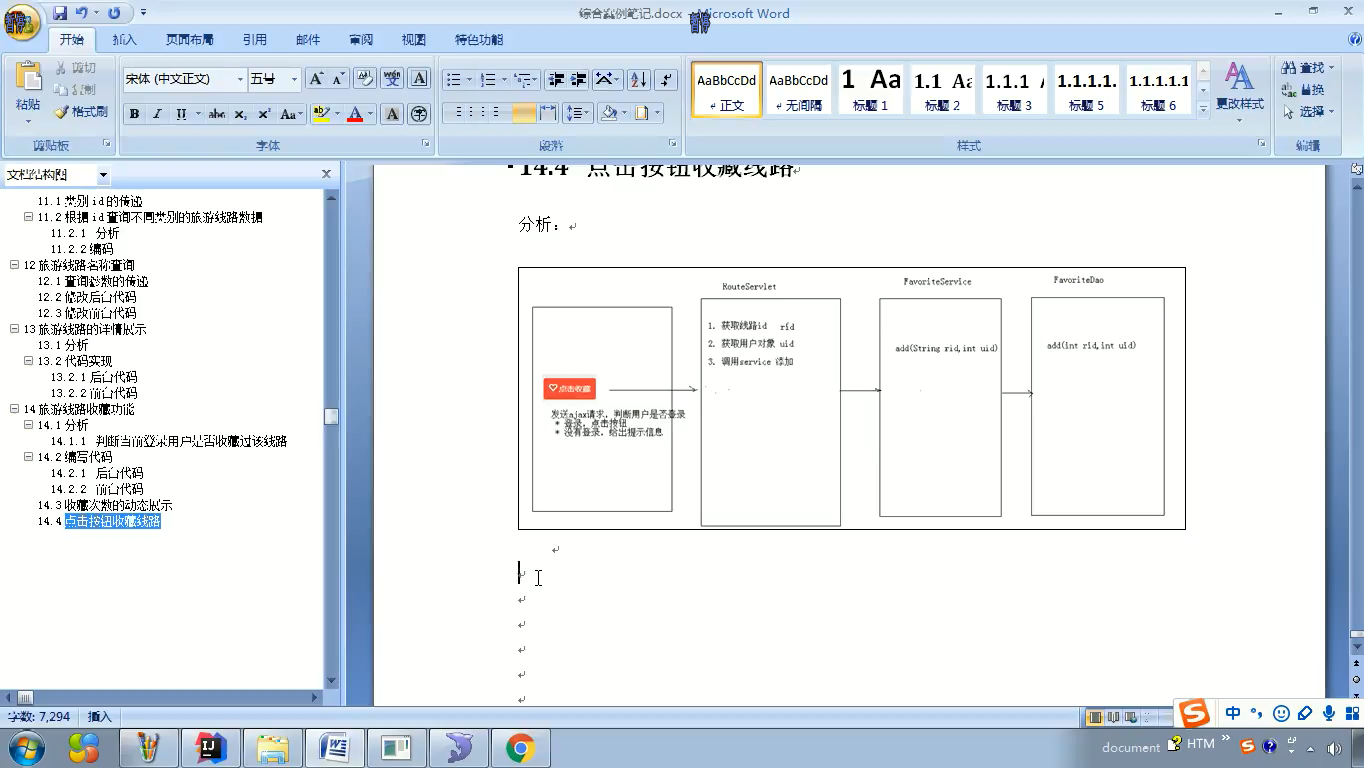 综合案例笔记.docx - Microsoft Word
暂停
暂停
开始 插入 页面布局 引用 邮件 审阅 视图 特色功能
粘贴 剪切
复制
格式刷
剪贴板
宋体 (中文正文) 五号
字体
段落
AaBbCcDd AaBbCcDd 1 Aa 1.1 Aa 1.1.1 1.1.1.1. 1.1.1.1.1
正文 无间隔 标题 1 标题 2 标题 3 标题 5 标题 6
更改样式
样式
查找
替换
选择
编辑
文档结构图
11.1 类别 id 的传递
11.2 根据 id 查询不同类别的旅游线路数据
11.2.1 分析
11.2.2 编码
12 旅游线路名称查询
12.1 查询参数的传递
12.2 修改后台代码
12.3 修改前台代码
13 旅游线路的详情展示
13.1 分析
13.2 代码实现
13.2.1 后台代码
13.2.2 前台代码
14 旅游线路收藏功能
14.1 分析
14.1.1 判断当前登录用户是否收藏过该线路
14.2 编写代码
14.2.1 后台代码
14.2.2 前台代码
14.3 收藏次数的动态展示
14.4 点击按钮收藏线路
14.4 点击按钮收藏线路
分析：
RouteServlet
FavoriteService
FavoriteDao
1. 获取线路id rid
2. 获取用户对象 uid
3. 调用service 添加
add(String rid,int uid)
add(int rid,int uid)
点击收藏
发送ajax请求，判断用户是否登录
* 登录，点击按钮
* 没有登录，给出提示信息
字数: 7,294 插入
中
document HTM